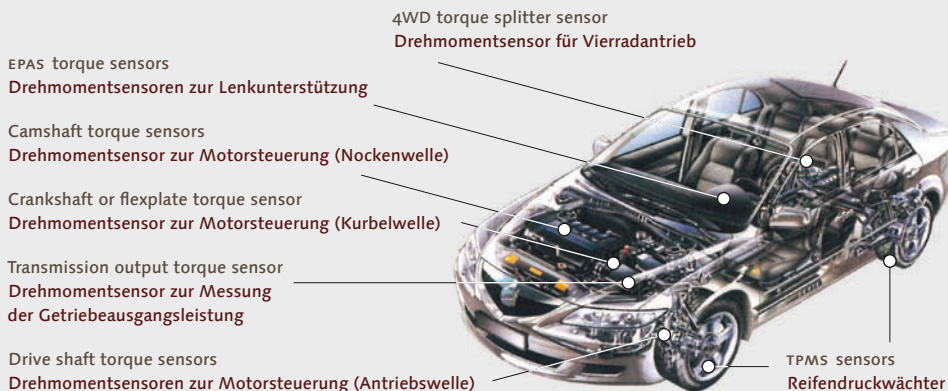 4WD torque splitter sensor
Drehmomentsensor für Vierradantrieb
EPAS torque sensors
Drehmomentsensoren zur Lenkunterstützung
Camshaft torque sensors
Drehmomentsensor zur Motorsteuerung (Nockenwelle)
Crankshaft or flexplate torque sensor
Drehmomentsensor zur Motorsteuerung (Kurbelwelle)
Transmission output torque sensor
Drehmomentsensor zur Messung
der Getriebeausgangsleistung
Drive shaft torque sensors
Drehmomentsensoren zur Motorsteuerung (Antriebswelle)
TPMS sensors
Reifendruckwächter